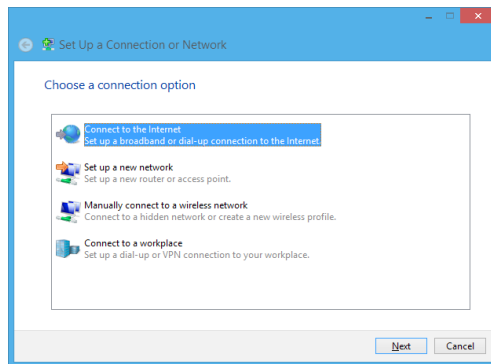 Set Up a Connection or Network
Choose a connection option
Connect to the Internet
Set up a broadband or dial-up connection to the Internet.
Set up a new network
Set up a new router or access point.
Manually connect to a wireless network
Connect to a hidden network or create a new wireless profile.
Connect to a workplace
Set up a dial-up or VPN connection to your workplace.
Next Cancel